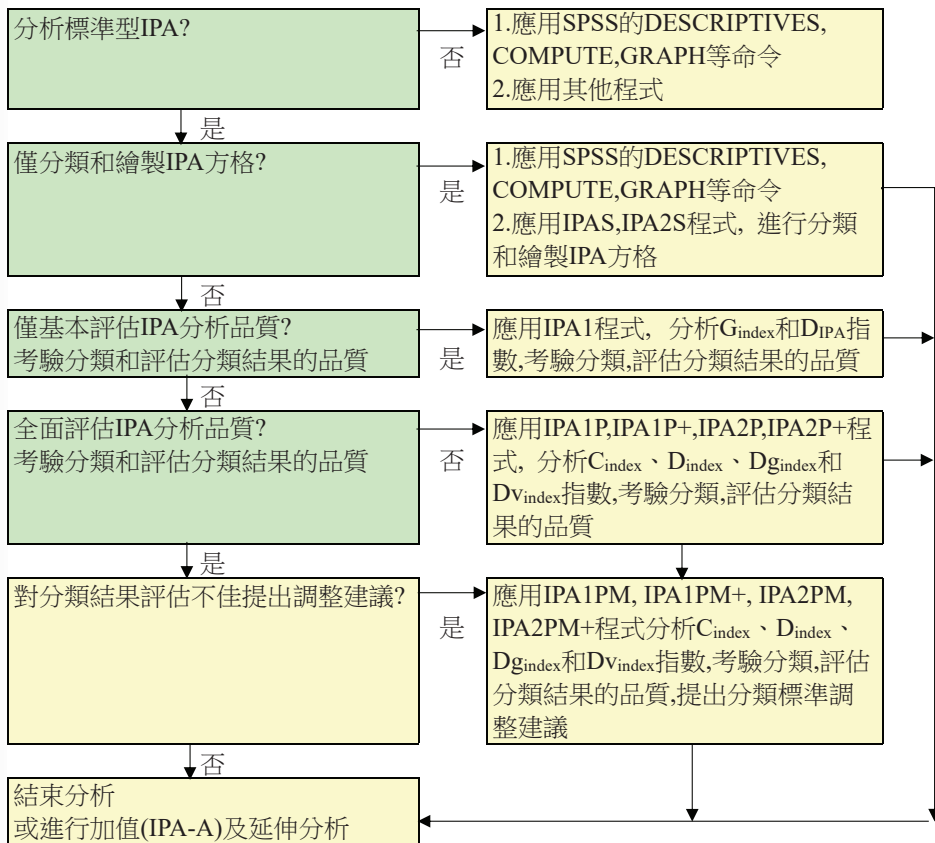 分析標準型IPA?
否
1.應用SPSS的DESCRIPTIVES,
COMPUTE,GRAPH等命令
2.應用其他程式
是
僅分類和繪製IPA方格?
是
1.應用SPSS的DESCRIPTIVES,
COMPUTE,GRAPH等命令
2.應用IPAS,IPA2S程式, 進行分類
和繪製IPA方格
否
僅基本評估IPA分析品質?
考驗分類和評估分類結果的品質
是
應用IPA1程式, 分析Gindex和DIPA指
數,考驗分類,評估分類結果的品質
否
全面評估IPA分析品質?
考驗分類和評估分類結果的品質
否
應用IPA1P,IPA1P+,IPA2P,IPA2P+程
式, 分析Cindex、Dindex、Dgindex和
Dvindex指數,考驗分類,評估分類結
果的品質
是
對分類結果評估不佳提出調整建議?
是
應用IPA1PM, IPA1PM+, IPA2PM,
IPA2PM+程式分析Cindex、Dindex、
Dgindex和Dvindex指數,考驗分類,評估
分類結果的品質,提出分類標準調
整建議
否
結束分析
或進行加值(IPA-A)及延伸分析